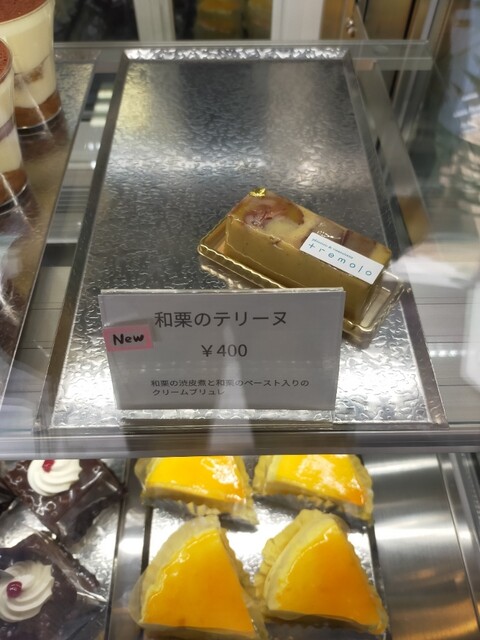 tremolo
和栗のテリーヌ
New
￥400
和栗の渋皮煮と和栗のペースト入りの
クリームブリュレ